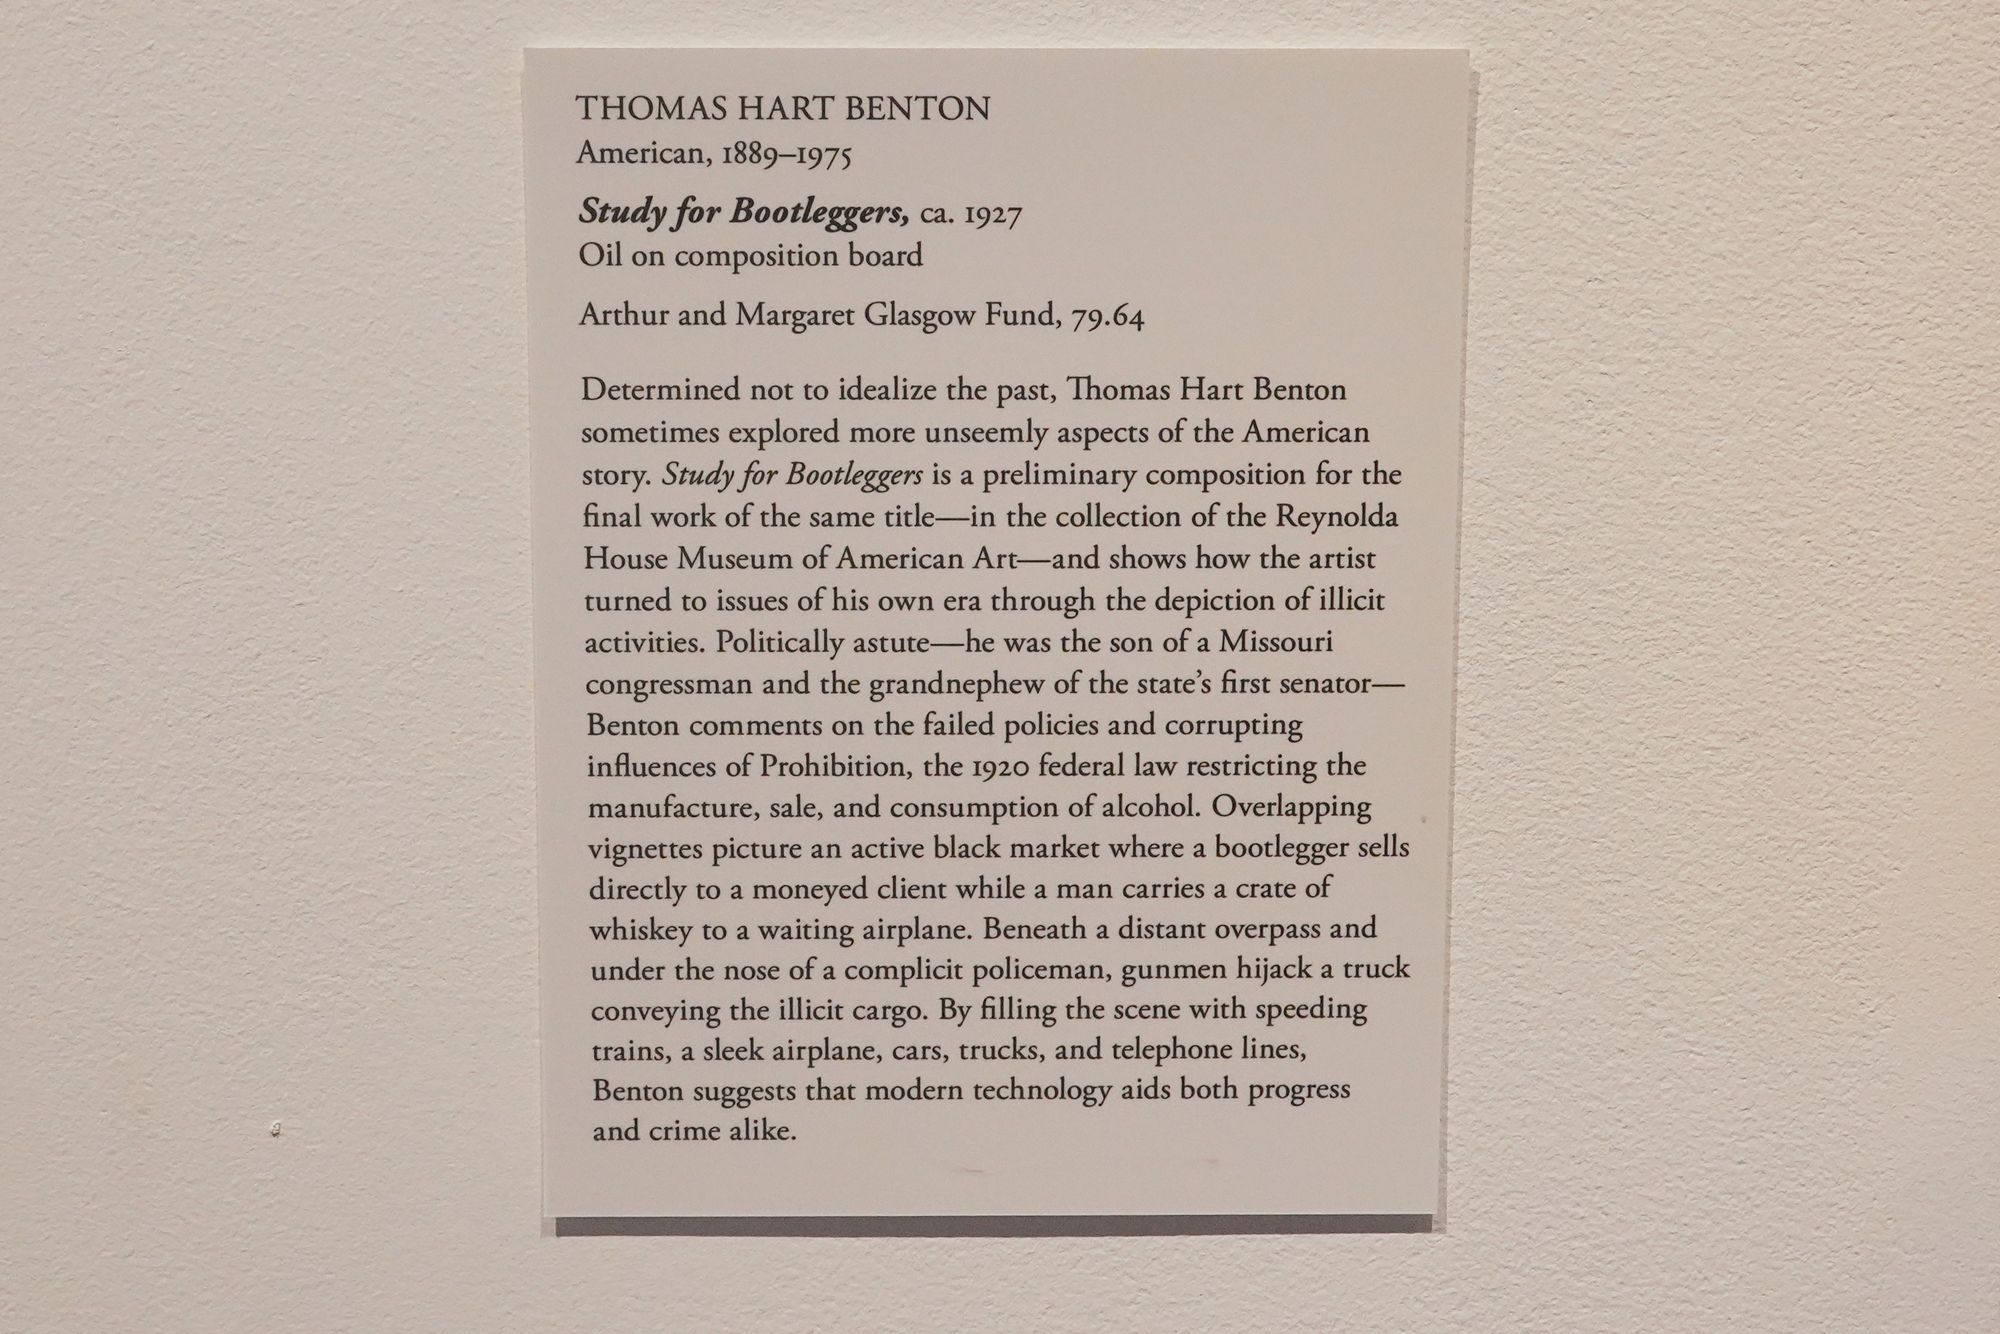 THOMAS HART BENTON
American, 1889–1975
Study for Bootleggers, ca. 1927
Oil on composition board
Arthur and Margaret Glasgow Fund, 79.64
Determined not to idealize the past, Thomas Hart Benton
sometimes explored more unseemly aspects of the American
story. Study for Bootleggers is a preliminary composition for the
final work of the same title—in the collection of the Reynolda
House Museum of American Art—and shows how the artist
turned to issues of his own era through the depiction of illicit
activities. Politically astute—he was the son of a Missouri
congressman and the grandnephew of the state’s first senator—
Benton comments on the failed policies and corrupting
influences of Prohibition, the 1920 federal law restricting the
manufacture, sale, and consumption of alcohol. Overlapping
vignettes picture an active black market where a bootlegger sells
directly to a moneyed client while a man carries a crate of
whiskey to a waiting airplane. Beneath a distant overpass and
under the nose of a complicit policeman, gunmen hijack a truck
conveying the illicit cargo. By filling the scene with speeding
trains, a sleek airplane, cars, trucks, and telephone lines,
Benton suggests that modern technology aids both progress
and crime alike.